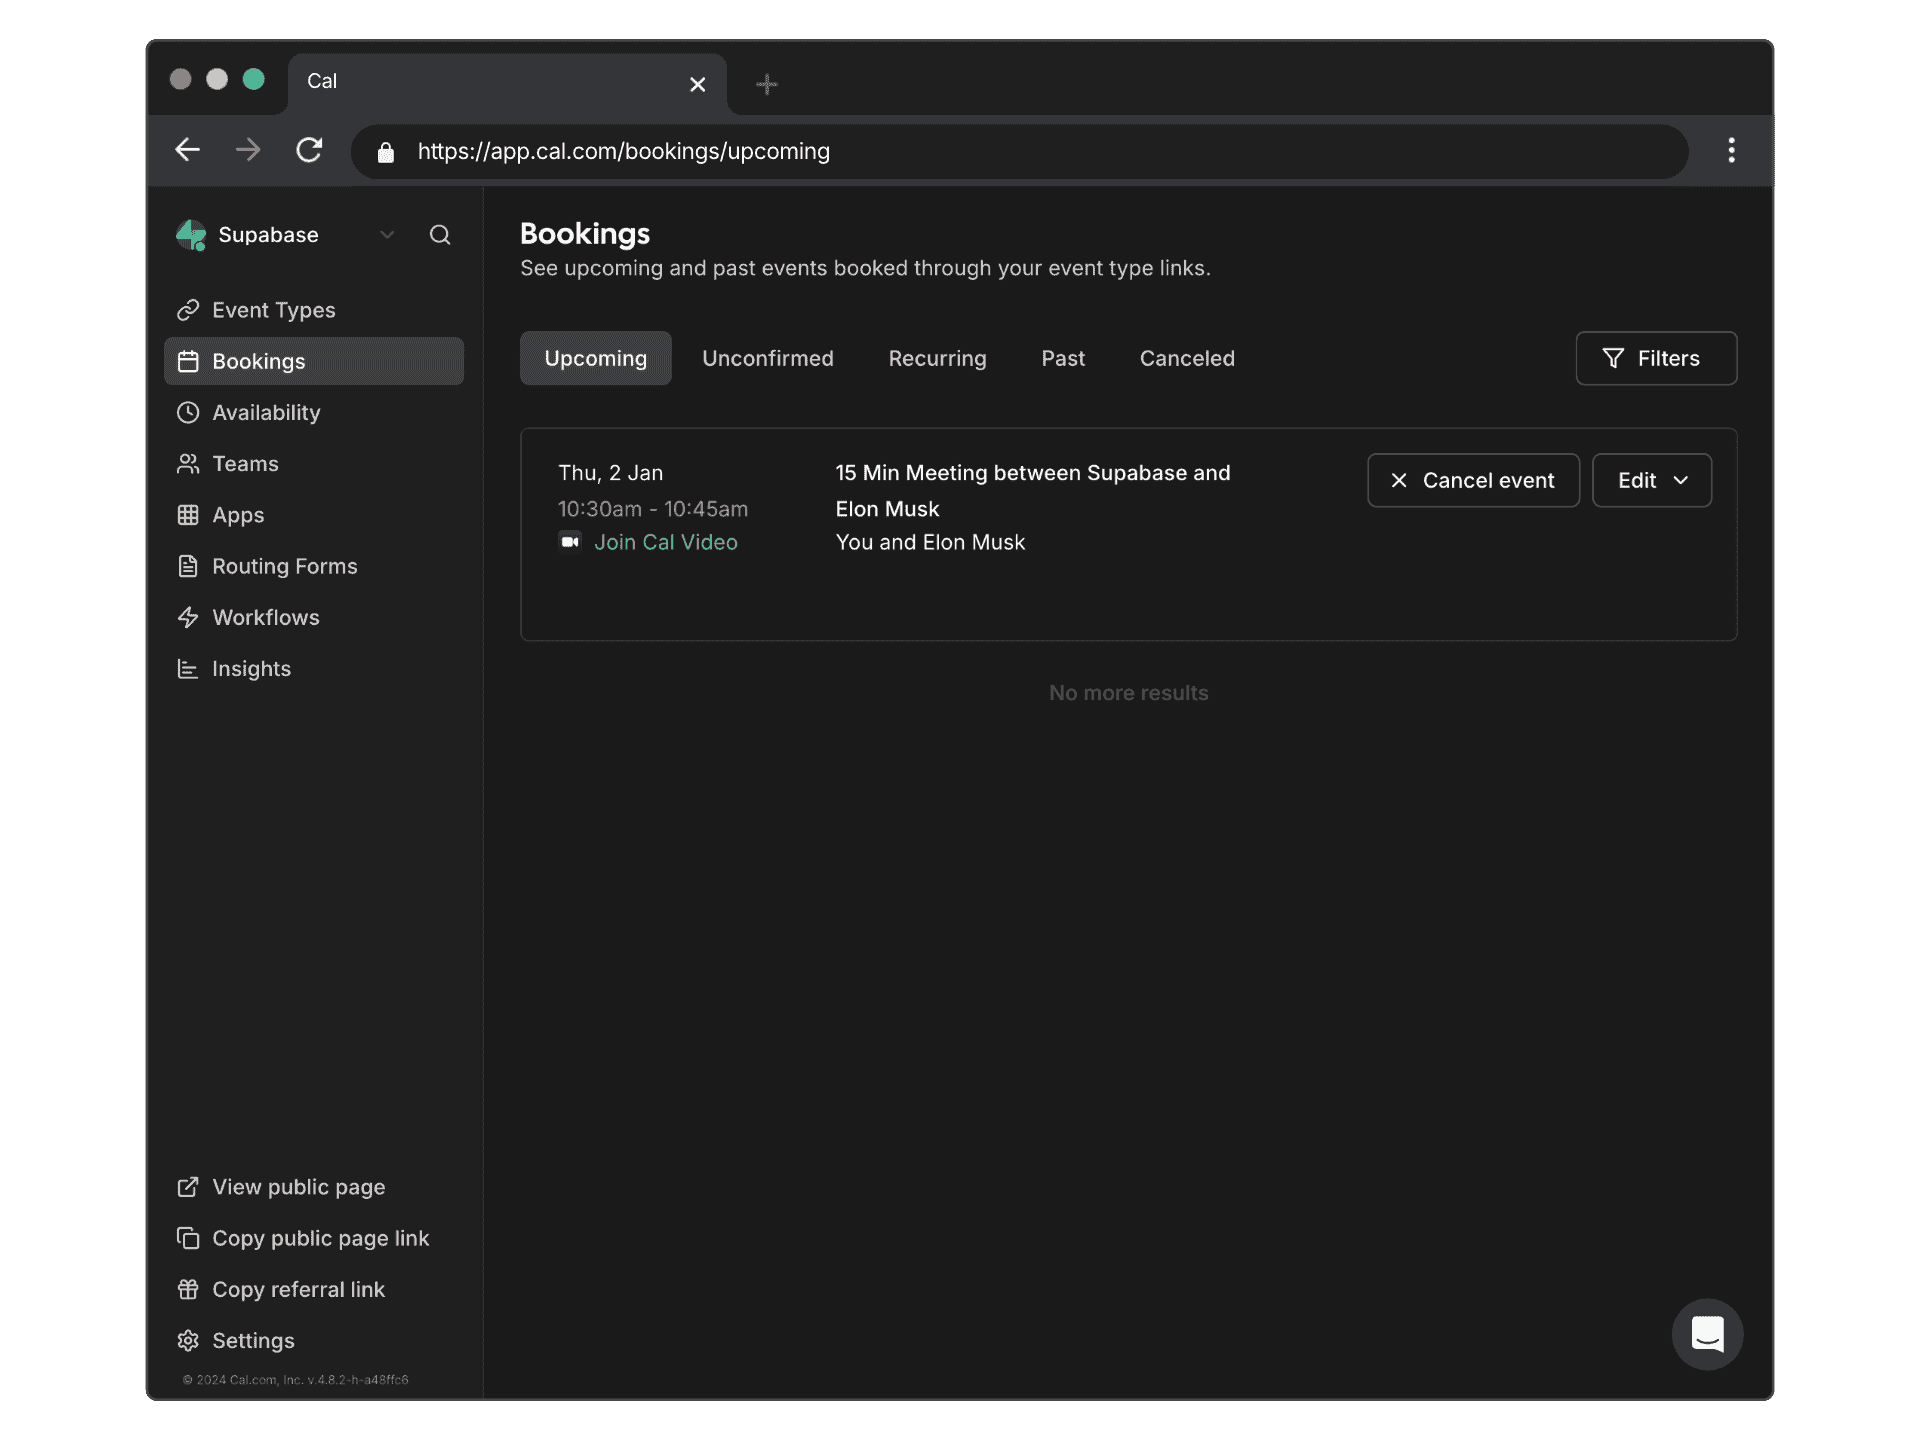 Cal
https://app.cal.com/bookings/upcoming
Supabase
Event Types
Bookings
Availability
Teams
Apps
Routing Forms
Workflows
Insights
View public page
Copy public page link
Copy referral link
Settings
© 2024 Cal.com, Inc. v.4.8.2-h-a48ffc6
Bookings
See upcoming and past events booked through your event type links.
Upcoming
Unconfirmed
Recurring
Past
Canceled
Filters
Thu, 2 Jan
10:30am - 10:45am
Join Cal Video
15 Min Meeting between Supabase and
Elon Musk
You and Elon Musk
Cancel event
Edit
No more results